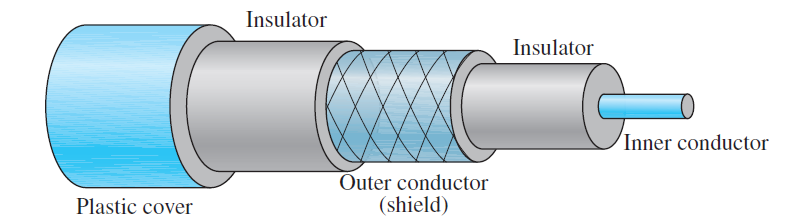 Insulator
Insulator
Inner conductor
Outer conductor
(shield)
Plastic cover